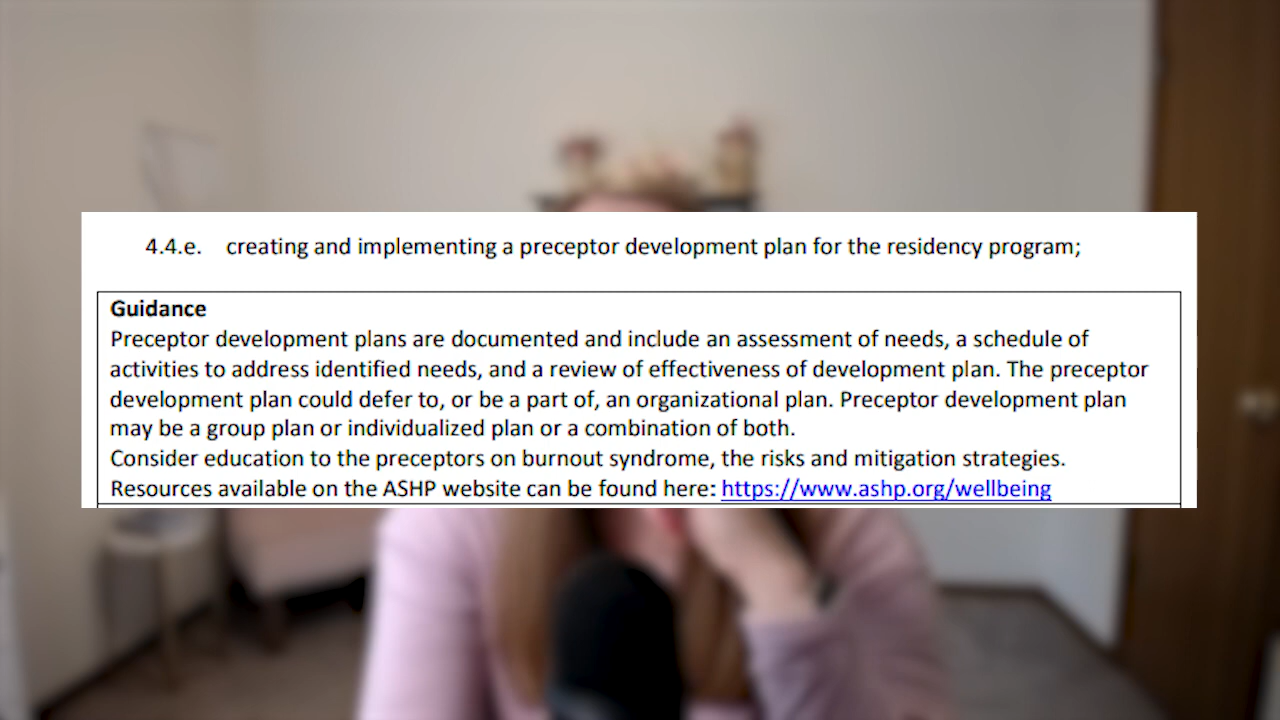 4.4.e. creating and implementing a preceptor development plan for the residency program;
Guidance
Preceptor development plans are documented and include an assessment of needs, a schedule of
activities to address identified needs, and a review of effectiveness of development plan. The preceptor
development plan could defer to, or be a part of, an organizational plan. Preceptor development plan
may be a group plan or individualized plan or a combination of both.
Consider education to the preceptors on burnout syndrome, the risks and mitigation strategies.
Resources available on the ASHP website can be found here: https://www.ashp.org/wellbeing